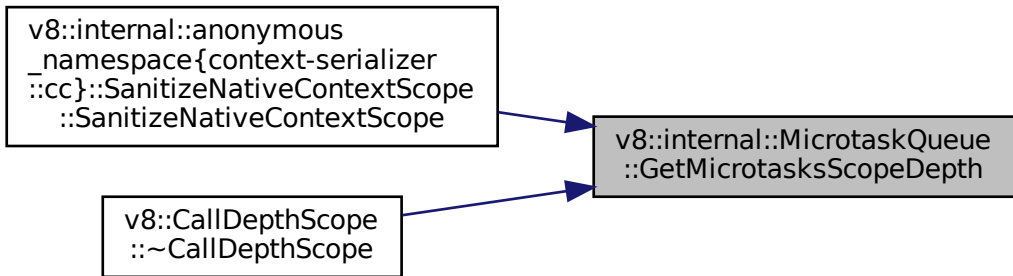 v8::internal::anonymous
_namespace{context-serializer
::cc}::SanitizeNativeContextScope
::SanitizeNativeContextScope
v8::internal::MicrotaskQueue
::GetMicrotasksScopeDepth
v8::CallDepthScope
::~CallDepthScope